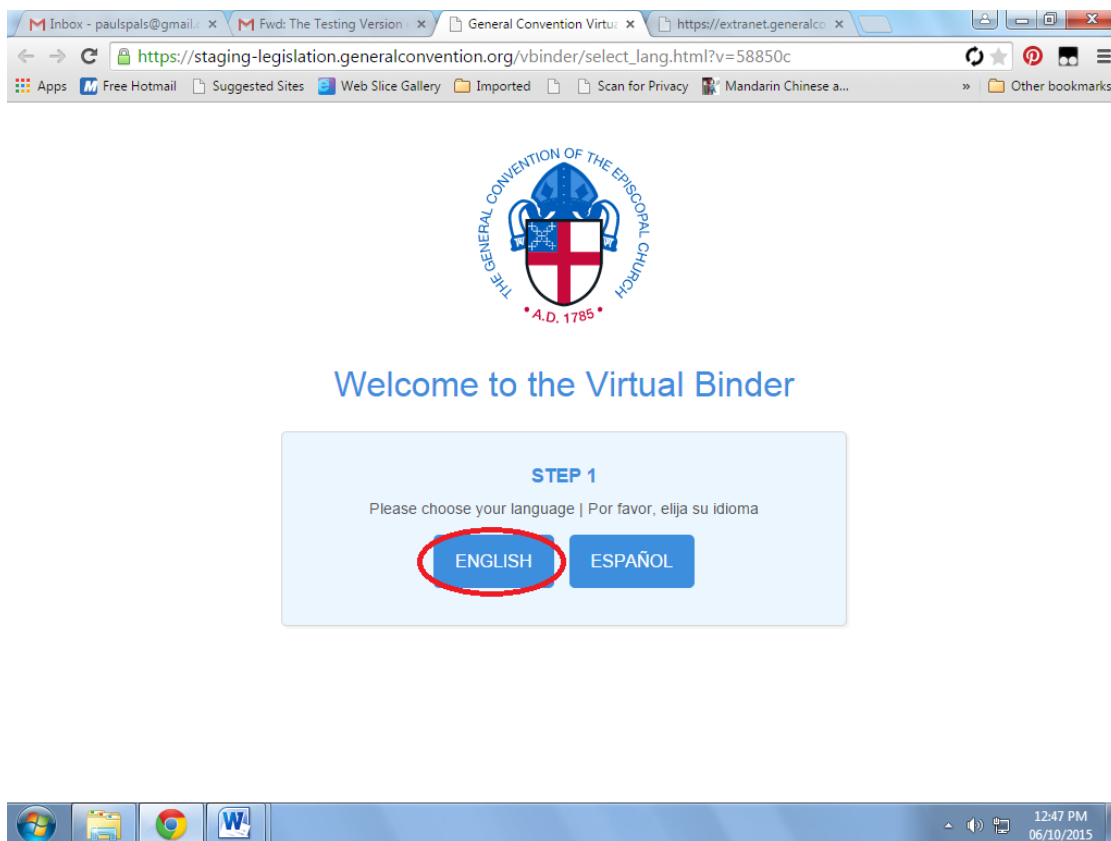 Inbox - paulspals@gmail.c
Fwd: The Testing Version
General Convention Virtu
https://extranet.generalco
https://staging-legislation.generalconvention.org/vbinder/select_lang.html?v=58850c
Apps Free Hotmail Suggested Sites Web Slice Gallery Imported Scan for Privacy Mandarin Chinese a... » Other bookmarks
THE GENERAL CONVENTION OF THE EPISCOPAL CHURCH
• A.D. 1785 •
Welcome to the Virtual Binder
STEP 1
Please choose your language | Por favor, elija su idioma
ENGLISH ESPAÑOL
12:47 PM
06/10/2015